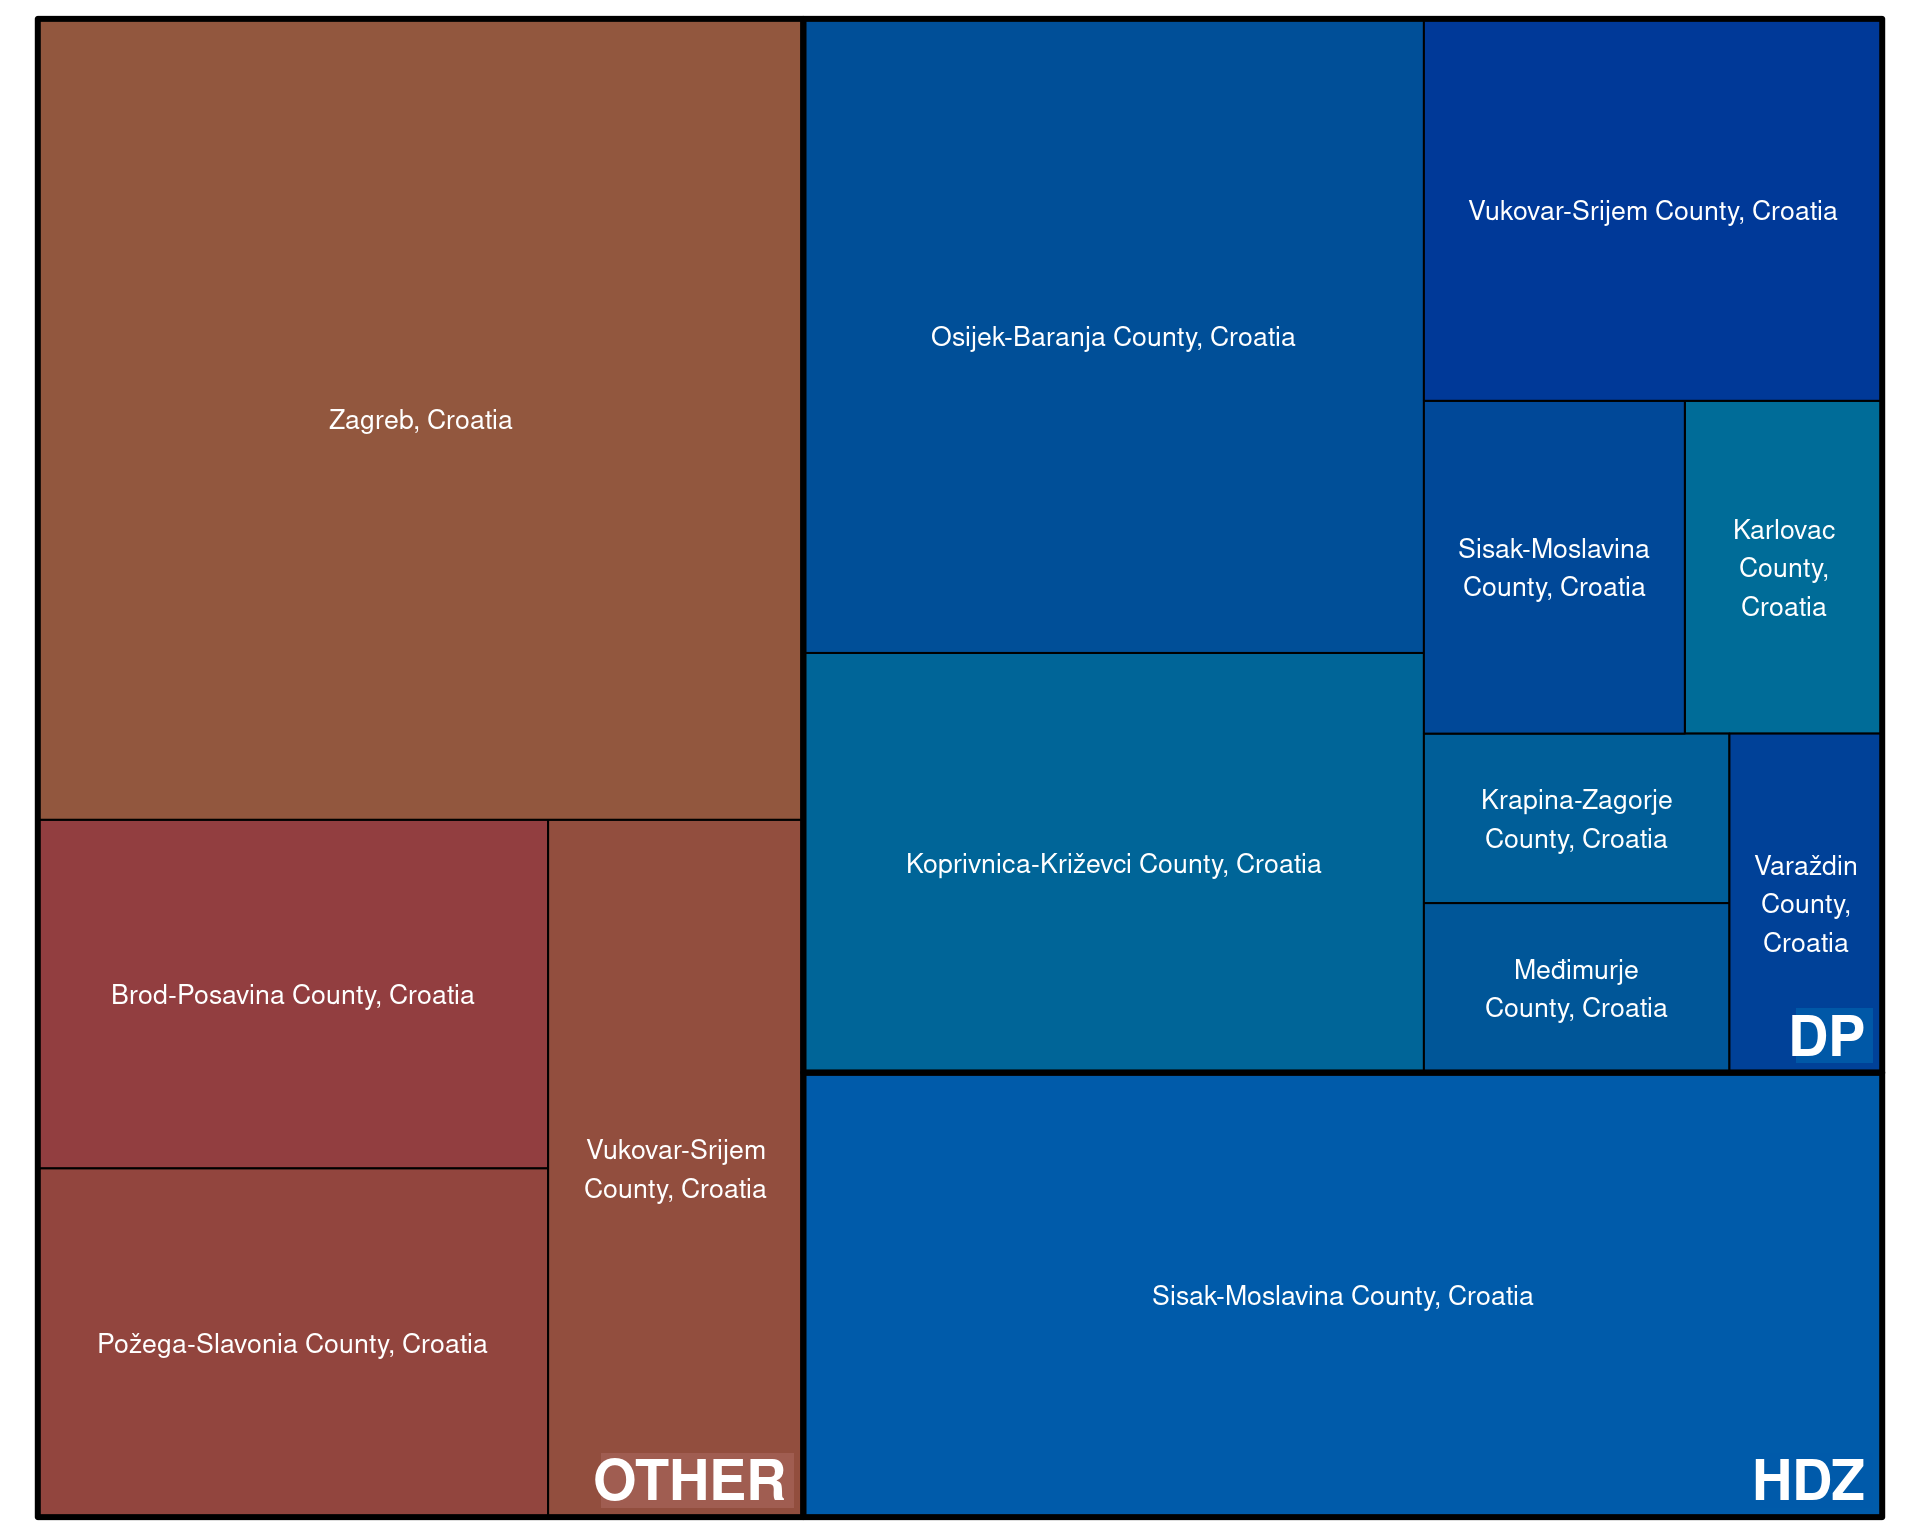 Zagreb, Croatia
Brod-Posavina County, Croatia
Požega-Slavonia County, Croatia
Vukovar-Srijem
County, Croatia
OTHER
Osijek-Baranja County, Croatia
Koprivnica-Križevci County, Croatia
Vukovar-Srijem County, Croatia
Sisak-Moslavina
County, Croatia
Karlovac
County,
Croatia
Krapina-Zagorje
County, Croatia
Međimurje
County, Croatia
Varaždin
County,
Croatia
DP
Sisak-Moslavina County, Croatia
HDZ